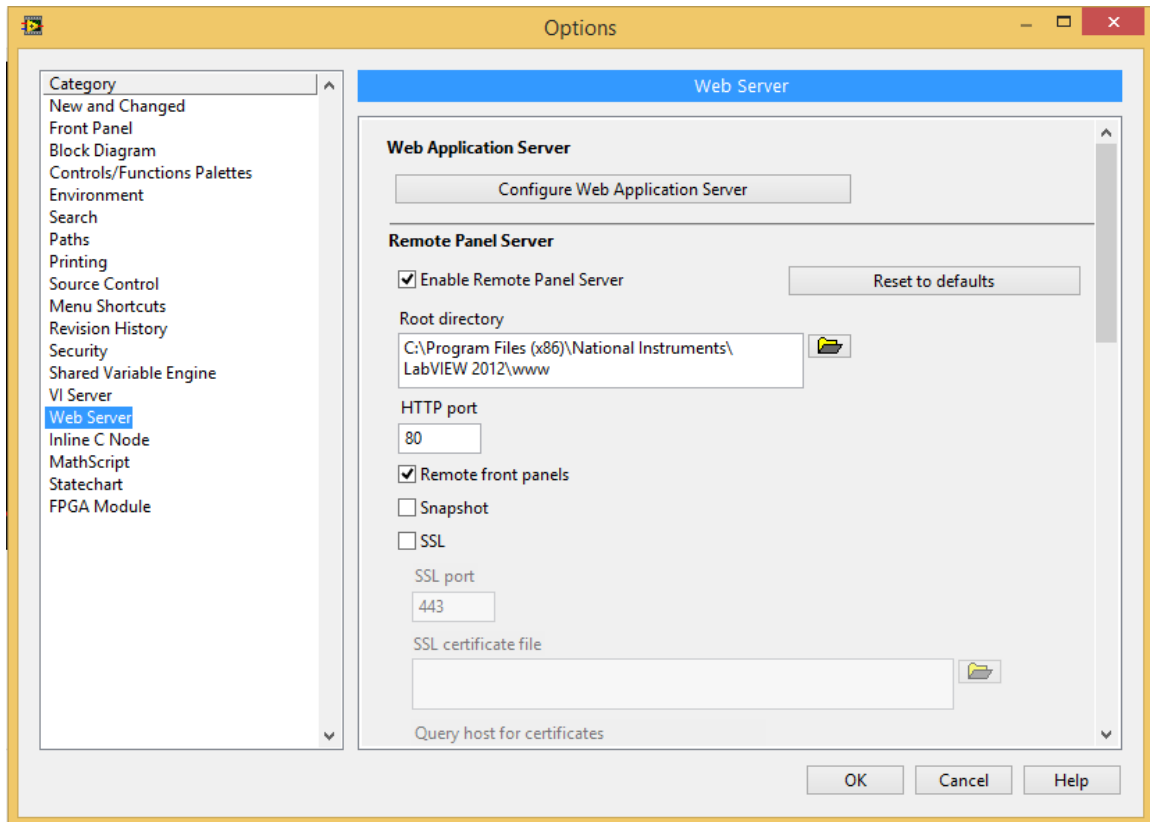 Options
Category
New and Changed
Front Panel
Block Diagram
Controls/Functions Palettes
Environment
Search
Paths
Printing
Source Control
Menu Shortcuts
Revision History
Security
Shared Variable Engine
VI Server
Web Server
Inline C Node
MathScript
Statechart
FPGA Module
Web Server
Web Application Server
Configure Web Application Server
Remote Panel Server
Enable Remote Panel Server
Reset to defaults
Root directory
C:\Program Files (x86)\National Instruments\
LabVIEW 2012\www
HTTP port
80
Remote front panels
Snapshot
SSL
SSL port
443
SSL certificate file
Query host for certificates
OK
Cancel
Help